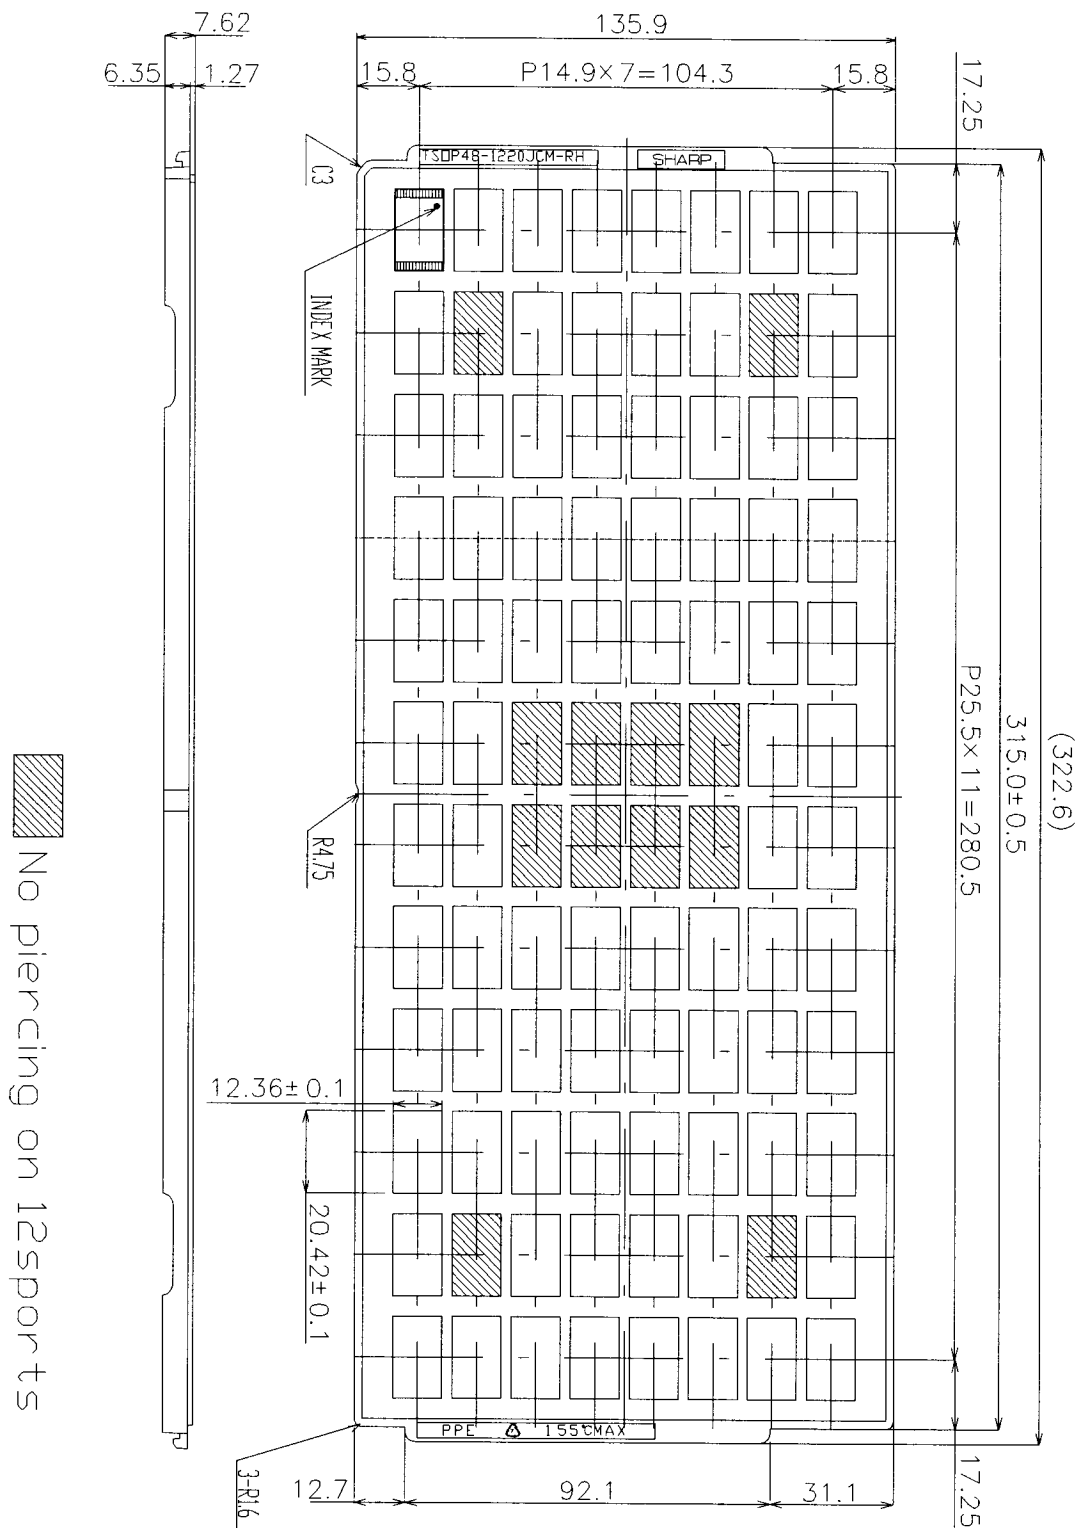 7.62
135.9
6.35
1.27
15.8
P14.9×7=104.3
15.8
17.25
TSOP48-1220JCM-RH
SHARP
C3
INDEX MARK
(322.6)
315.0±0.5
P25.5×11=280.5
R4.75
12.36±0.1
20.42±0.1
No piercing on 12sports
PPE
155℃MAX
3-R1.6
12.7
92.1
31.1
17.25